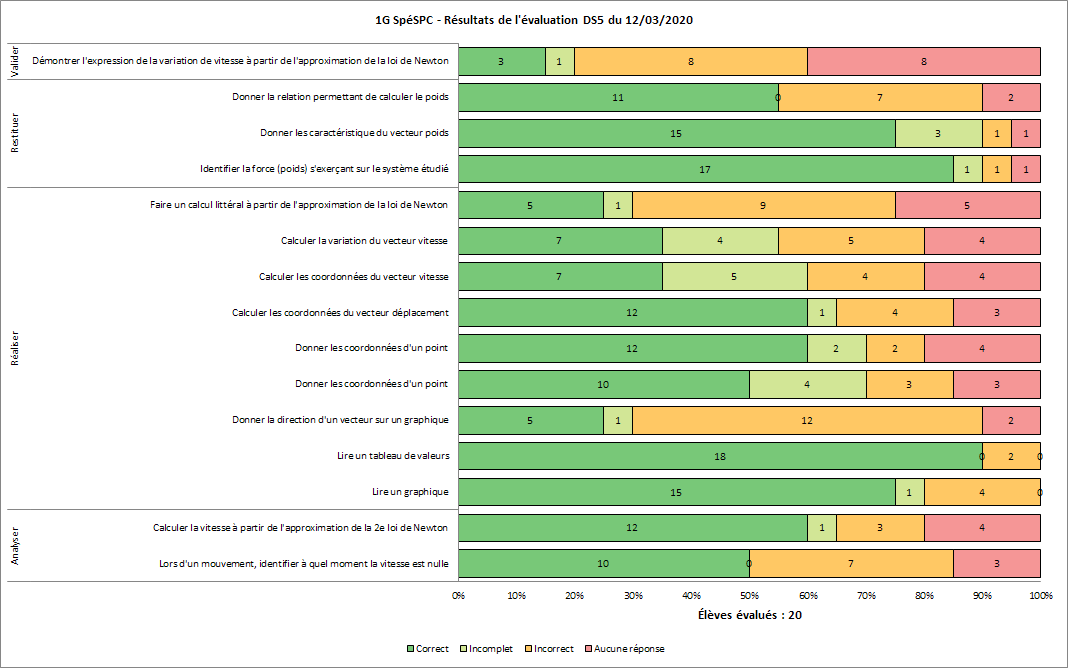 1G SpéSPC - Résultats de l'évaluation DS5 du 12/03/2020
Valider
Démontrer l'expression de la variation de vitesse à partir de l'approximation de la loi de Newton 3 1 8 8
Restituer
Donner la relation permettant de calculer le poids 11 0 7 2
Donner les caractéristique du vecteur poids 15 3 1 1
Identifier la force (poids) s'exerçant sur le système étudié 17 1 1 1
Réaliser
Faire un calcul littéral à partir de l'approximation de la loi de Newton 5 1 9 5
Calculer la variation du vecteur vitesse 7 4 5 4
Calculer les coordonnées du vecteur vitesse 7 5 4 4
Calculer les coordonnées du vecteur déplacement 12 1 4 3
Donner les coordonnées d'un point 12 2 2 4
Donner les coordonnées d'un point 10 4 3 3
Donner la direction d'un vecteur sur un graphique 5 1 12 2
Lire un tableau de valeurs 18 0 2 0
Lire un graphique 15 1 4 0
Analyser
Calculer la vitesse à partir de l'approximation de la 2e loi de Newton 12 1 3 4
Lors d'un mouvement, identifier à quel moment la vitesse est nulle 10 0 7 3
0% 10% 20% 30% 40% 50% 60% 70% 80% 90% 100%
Élèves évalués : 20
Correct Incomplet Incorrect Aucune réponse